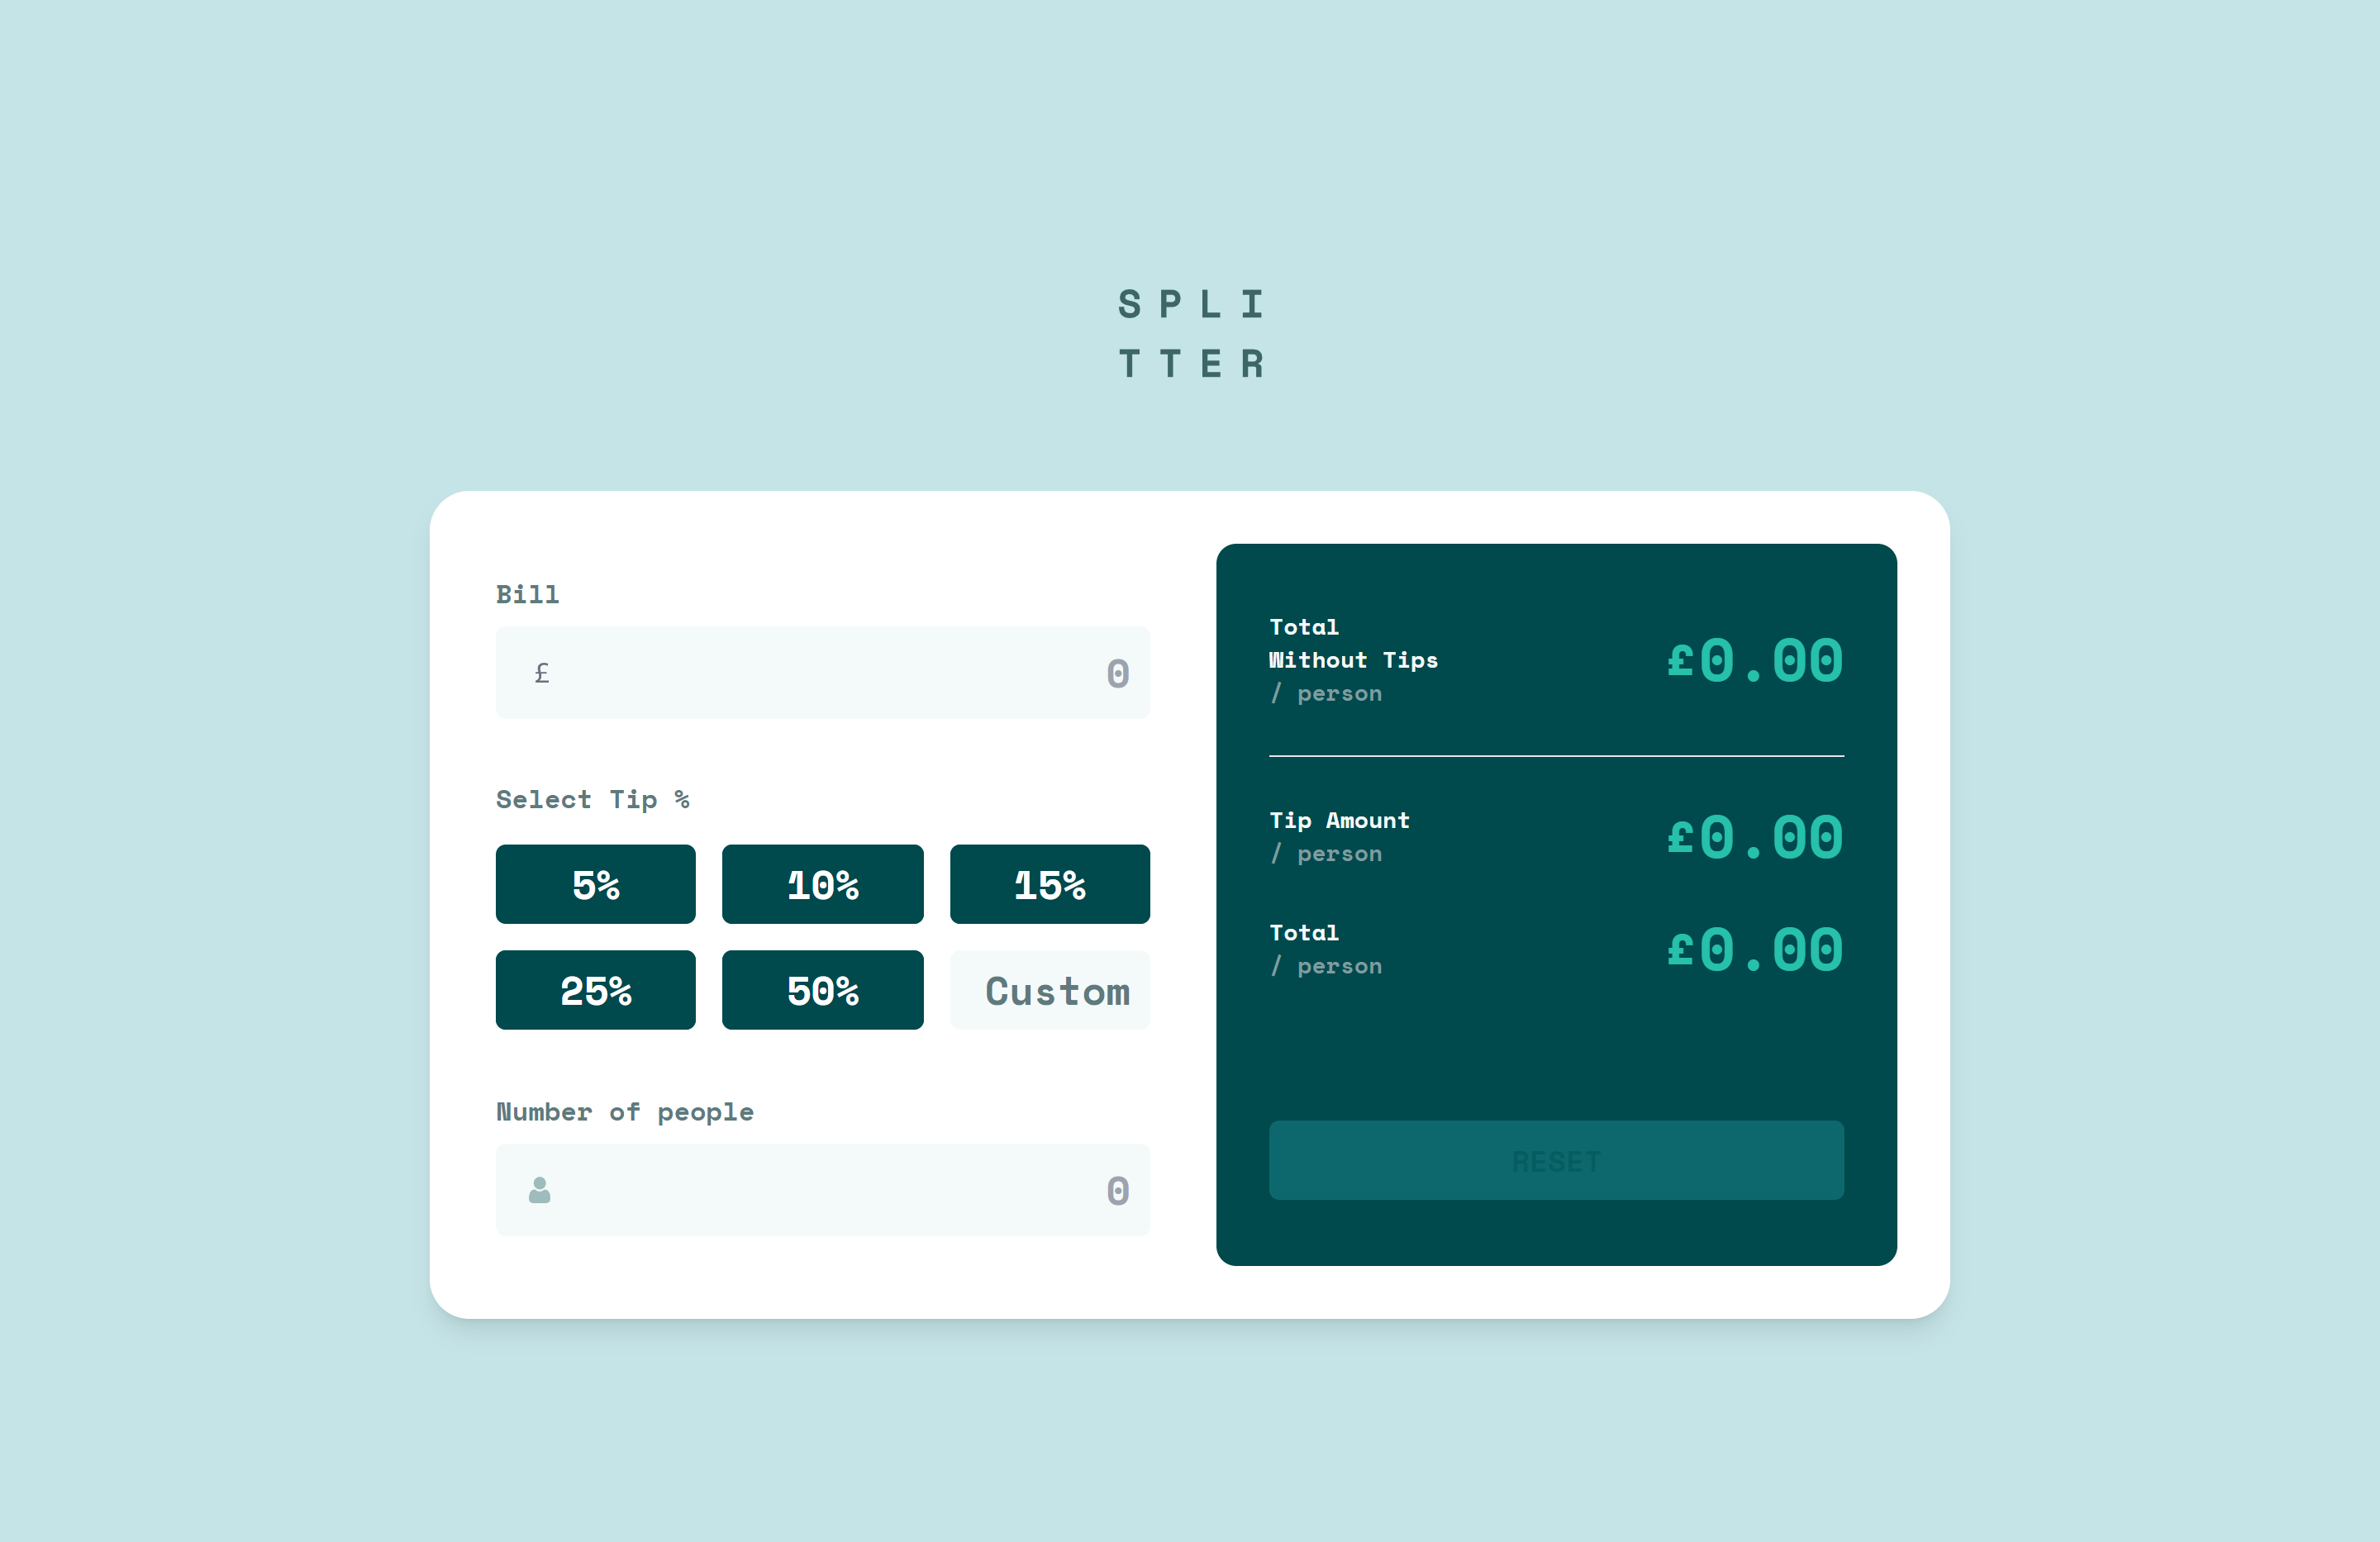 S P L I
T T E R
Bill
£
0
Select Tip %
5%
10%
15%
25%
50%
Custom
Number of people
0
Total
Without Tips
/ person
£0.00
Tip Amount
/ person
£0.00
Total
/ person
£0.00
RESET